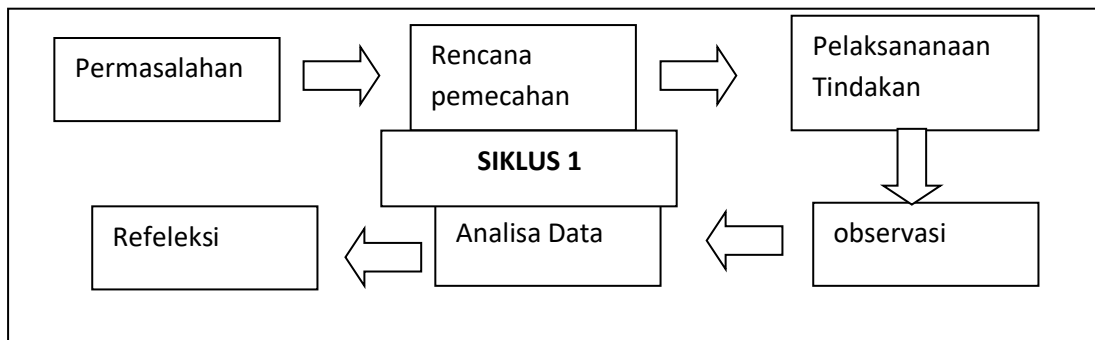 Permasalahan
Rencana
pemecahan
Pelaksananaan
Tindakan
SIKLUS 1
Refeleksi
Analisa Data
observasi